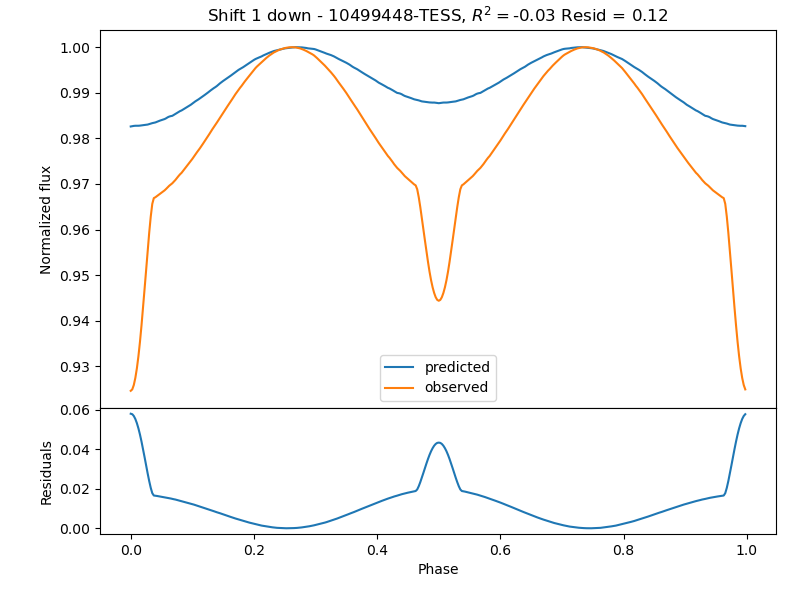 Shift 1 down - 10499448-TESS, $R^2 = $-0.03 Resid = 0.12
1.00
0.99
0.98
0.97
0.96
0.95
0.94
0.93
Normalized flux
predicted
observed
0.06
0.04
0.02
0.00
Residuals
0.0 0.2 0.4 0.6 0.8 1.0
Phase